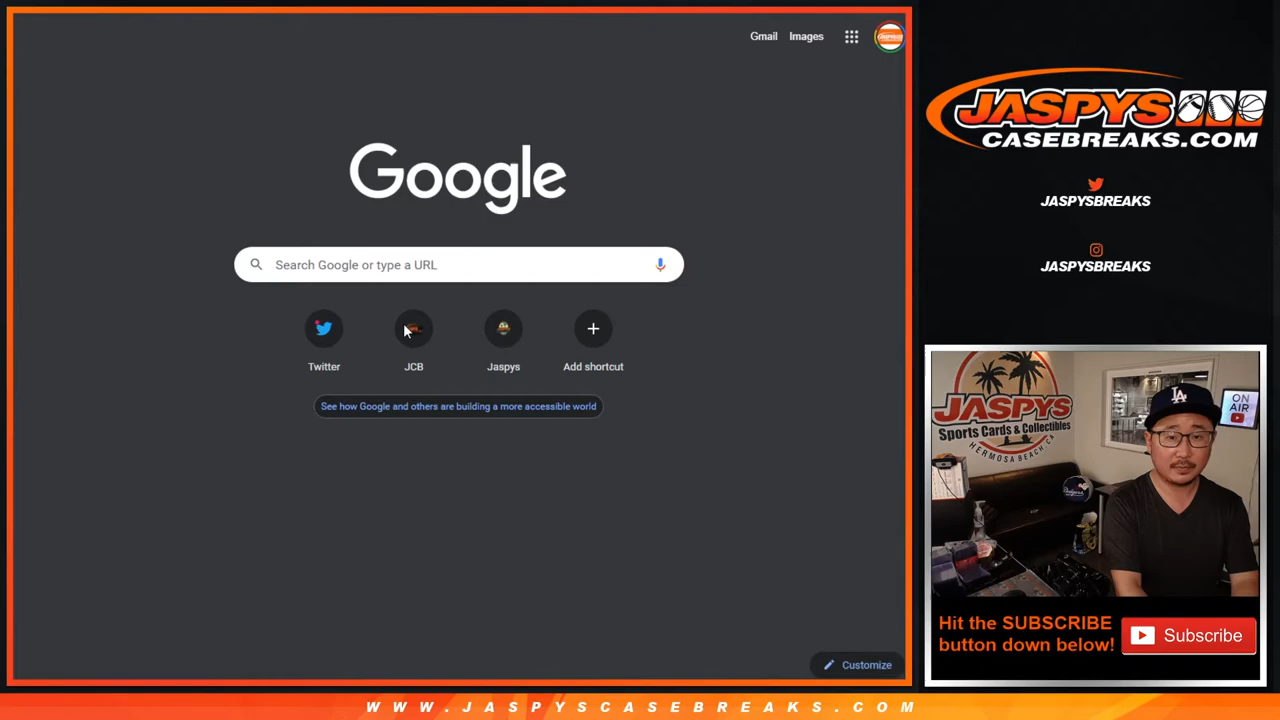 Gmail Images
Google
Search Google or type a URL
Twitter
JCB
Jaspys
Add shortcut
See how Google and others are building a more accessible world
Customize
JASPYS
CASEBREAKS.COM
JASPYSBREAKS
JASPYSBREAKS
JASPYS
Sports Cards & Collectibles
HERMOSA BEACH, CA
LA
ON
AIR
Dodgers
Hit the SUBSCRIBE
button down below!
Subscribe
WWW.JASPYSCASEBREAKS.COM